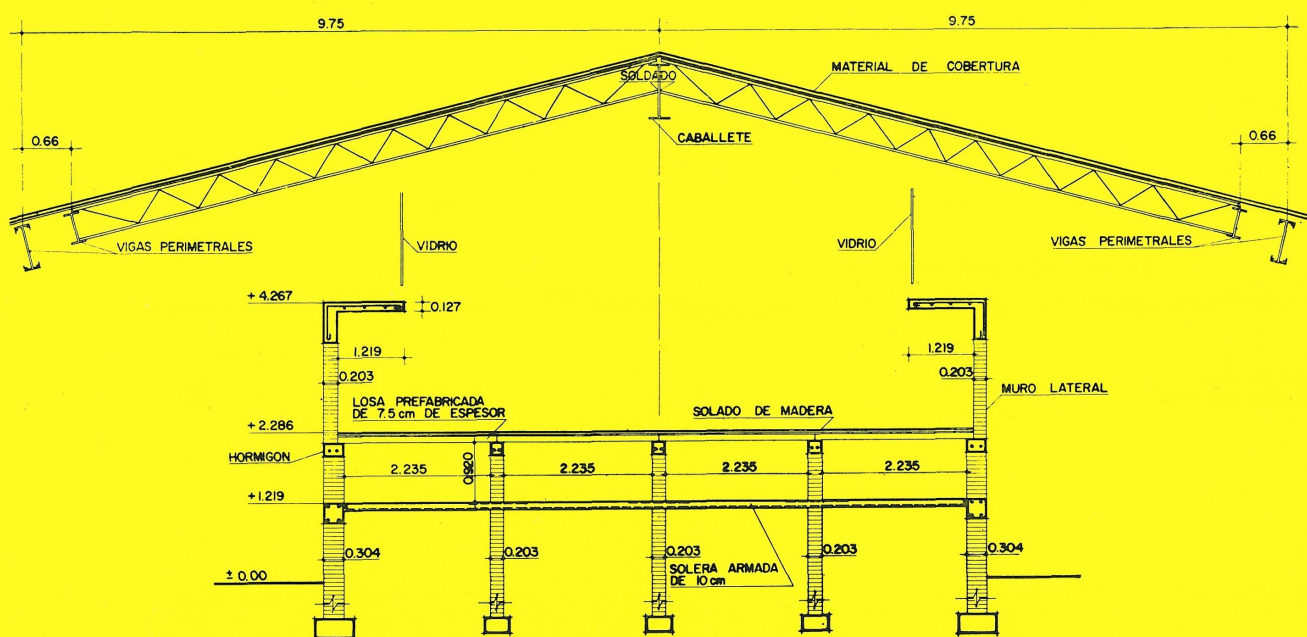 9.75
9.75
MATERIAL DE COBERTURA
SOLDADO
0.66
0.66
CABALLETE
VIGAS PERIMETRALES
VIDRIO
VIDRIO
VIGAS PERIMETRALES
+ 4.267
0.127
1.219
1.219
0.203
0.203
MURO LATERAL
LOSA PREFABRICADA
DE 7.5 cm DE ESPESOR
SOLADO DE MADERA
+ 2.286
HORMIGON
2.235
0.920
2.235
2.235
2.235
+ 1.219
0.304
0.203
0.203
0.203
0.304
SOLERA ARMADA
DE 10 cm
± 0.00